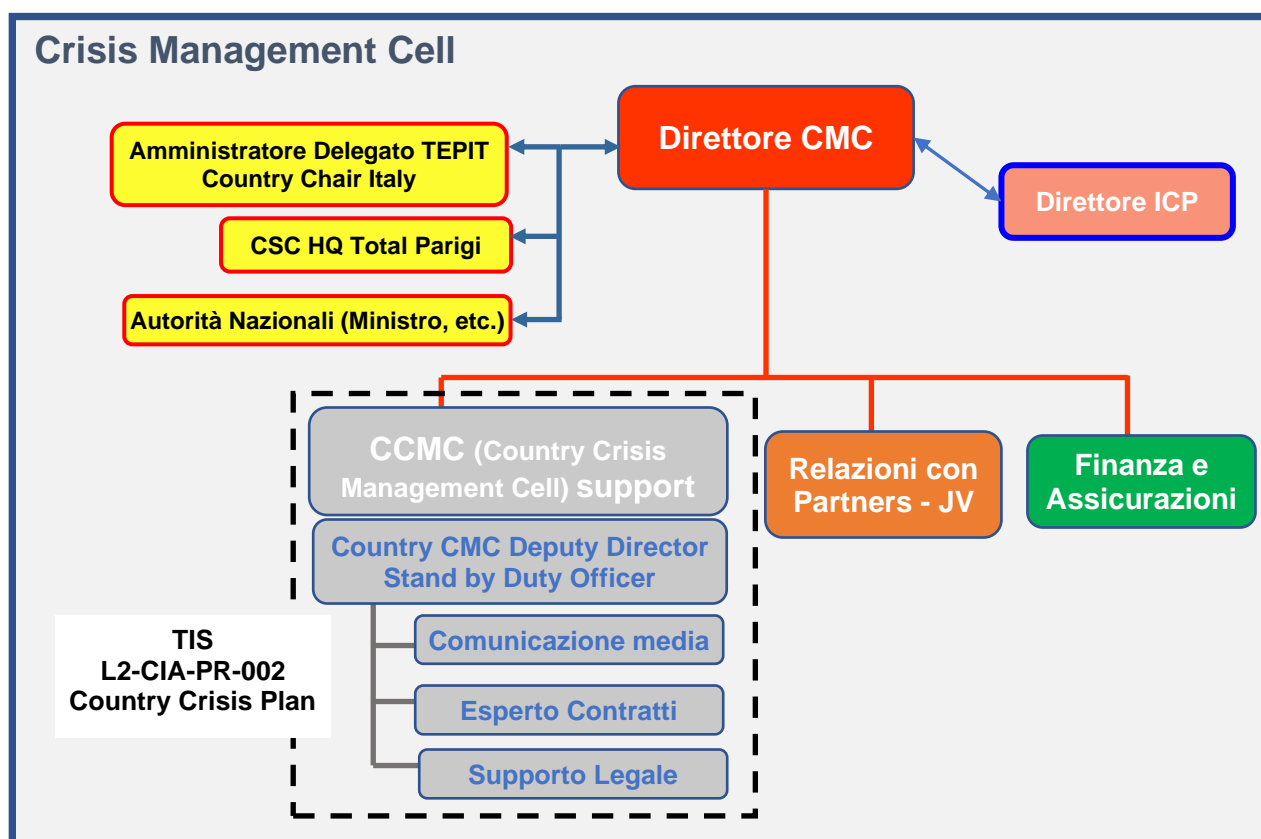 Crisis Management Cell
Direttore CMC
Amministratore Delegato TEPIT
Country Chair Italy
Direttore ICP
CSC HQ Total Parigi
Autorità Nazionali (Ministro, etc.)
CCMC (Country Crisis
Management Cell) support
Relazioni con
Partners - JV
Finanza e
Assicurazioni
Country CMC Deputy Director
Stand by Duty Officer
TIS
L2-CIA-PR-002
Country Crisis Plan
Comunicazione media
Esperto Contratti
Supporto Legale